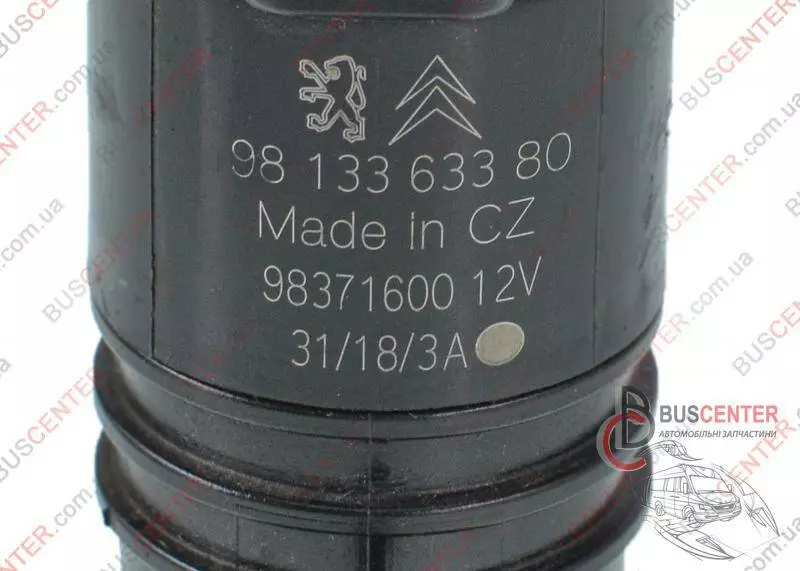 98 133 633 80
Made in CZ
98371600 12V
31/18/3A
BUSCENTER
АВТОМОБІЛЬНІ ЗАПЧАСТИНИ
BUSCENTER.com.ua